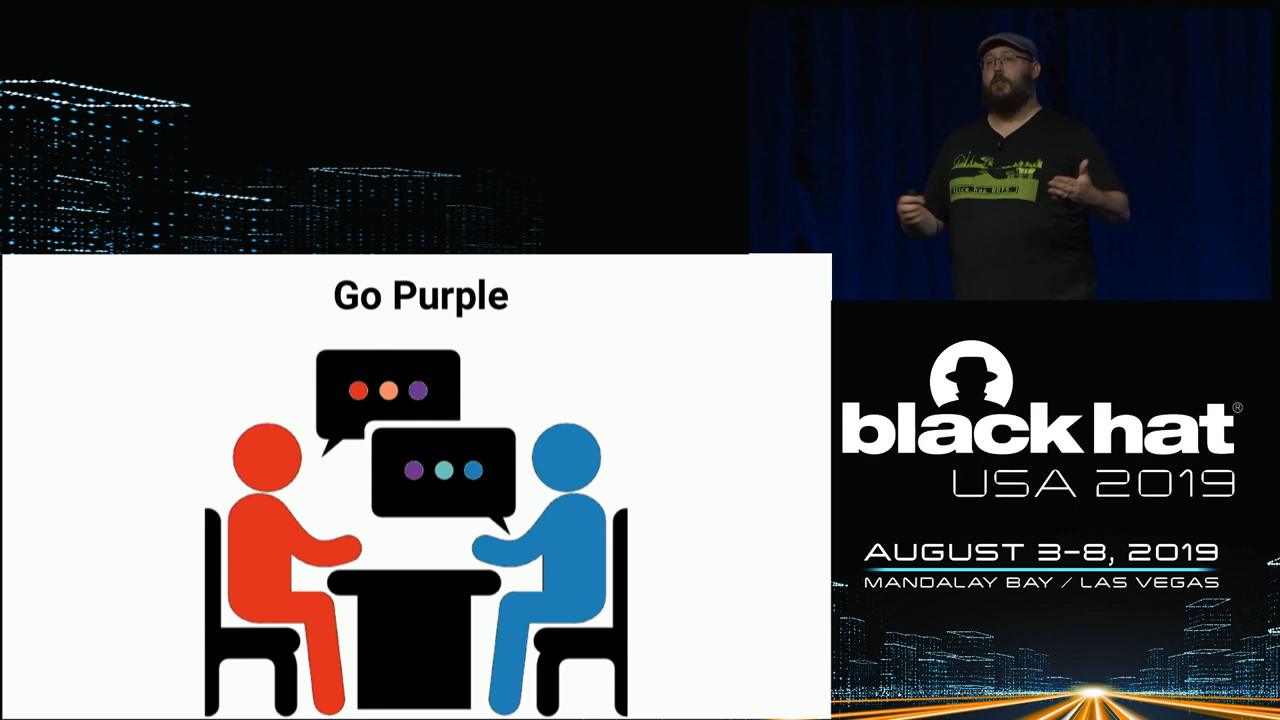 Go Purple
black hat®
USA 2019
AUGUST 3-8, 2019
MANDALAY BAY / LAS VEGAS